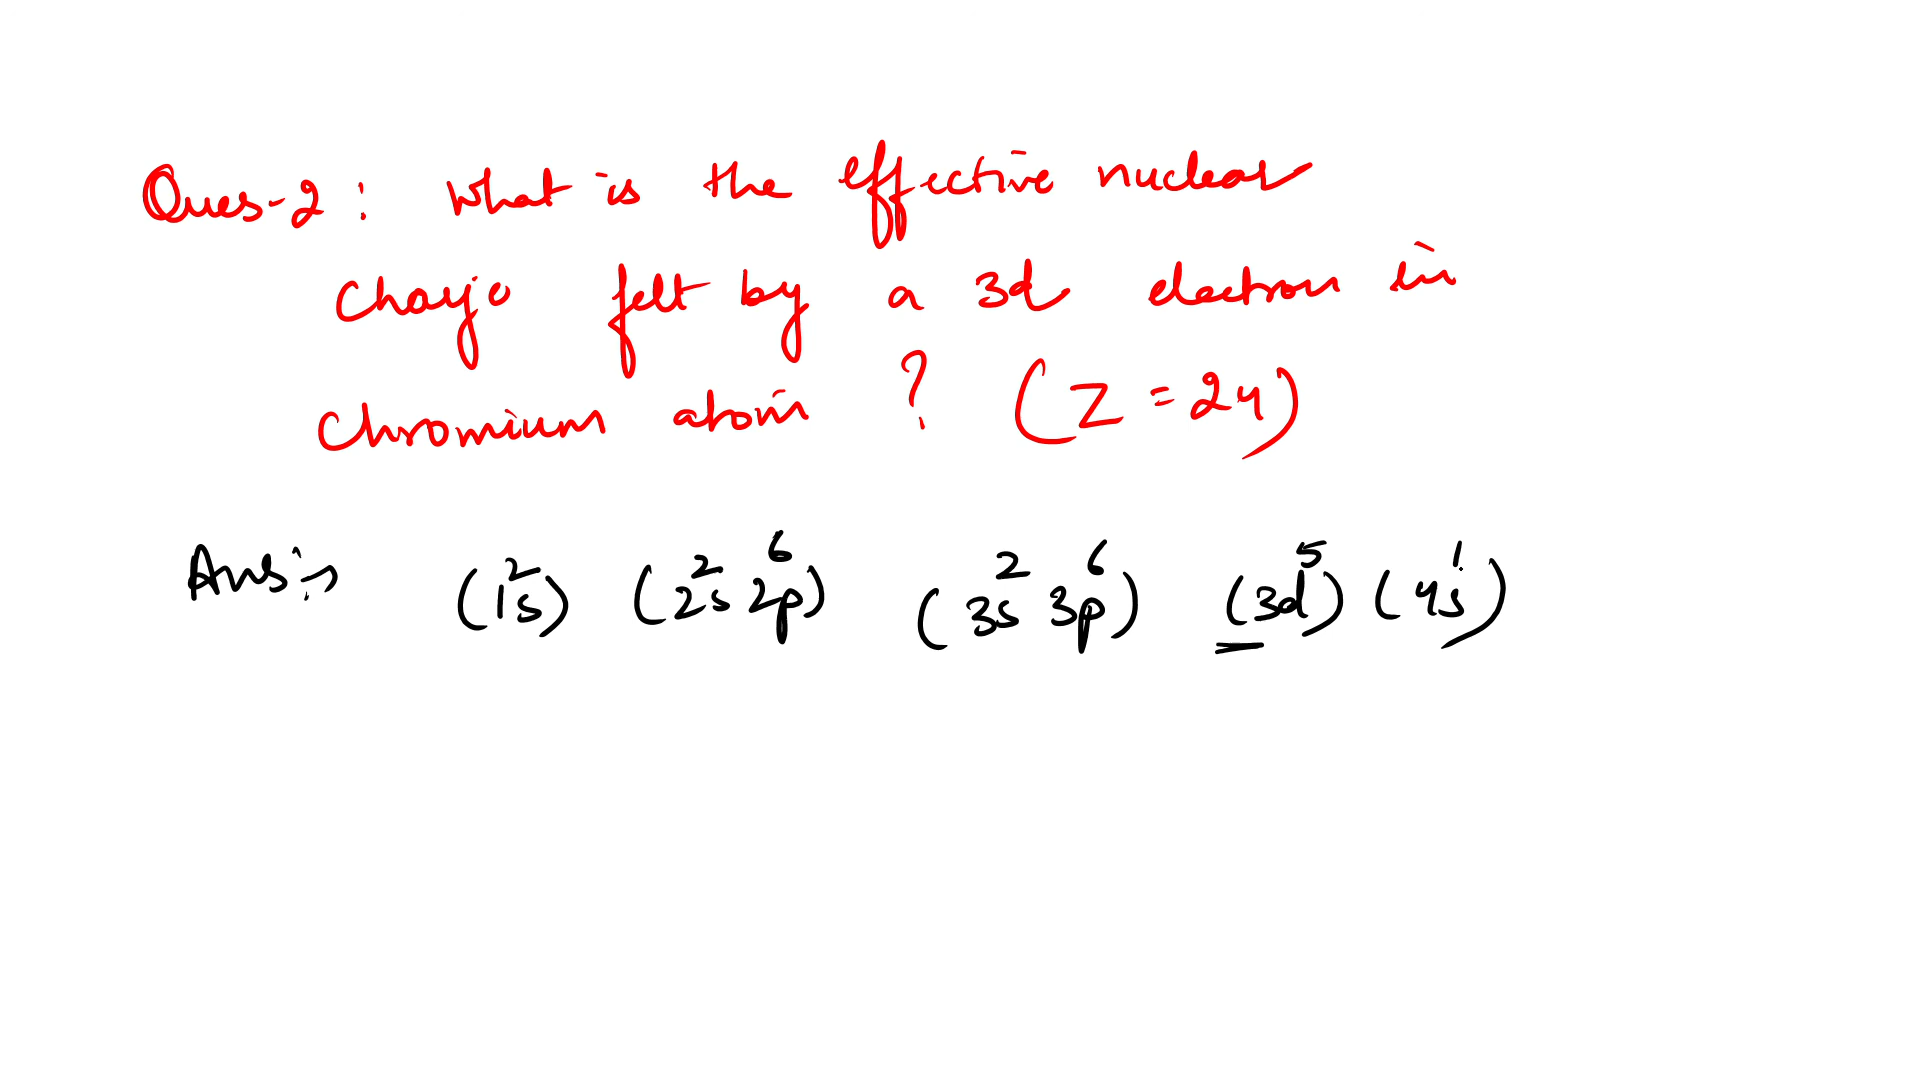 Ques-2: What is the effective nuclear
charge felt by a 3d electron in
chromium atom ? (Z = 24)
Ans:→ (1s²) (2s² 2p⁶) (3s² 3p⁶) (3d⁵) (4s¹)